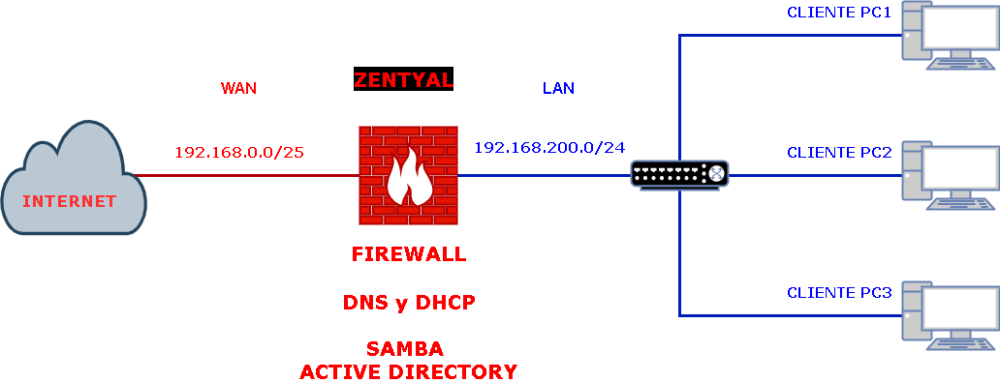 CLIENTE PC1
ZENTYAL
WAN
LAN
192.168.0.0/25
192.168.200.0/24
CLIENTE PC2
INTERNET
FIREWALL
CLIENTE PC3
DNS y DHCP
SAMBA
ACTIVE DIRECTORY